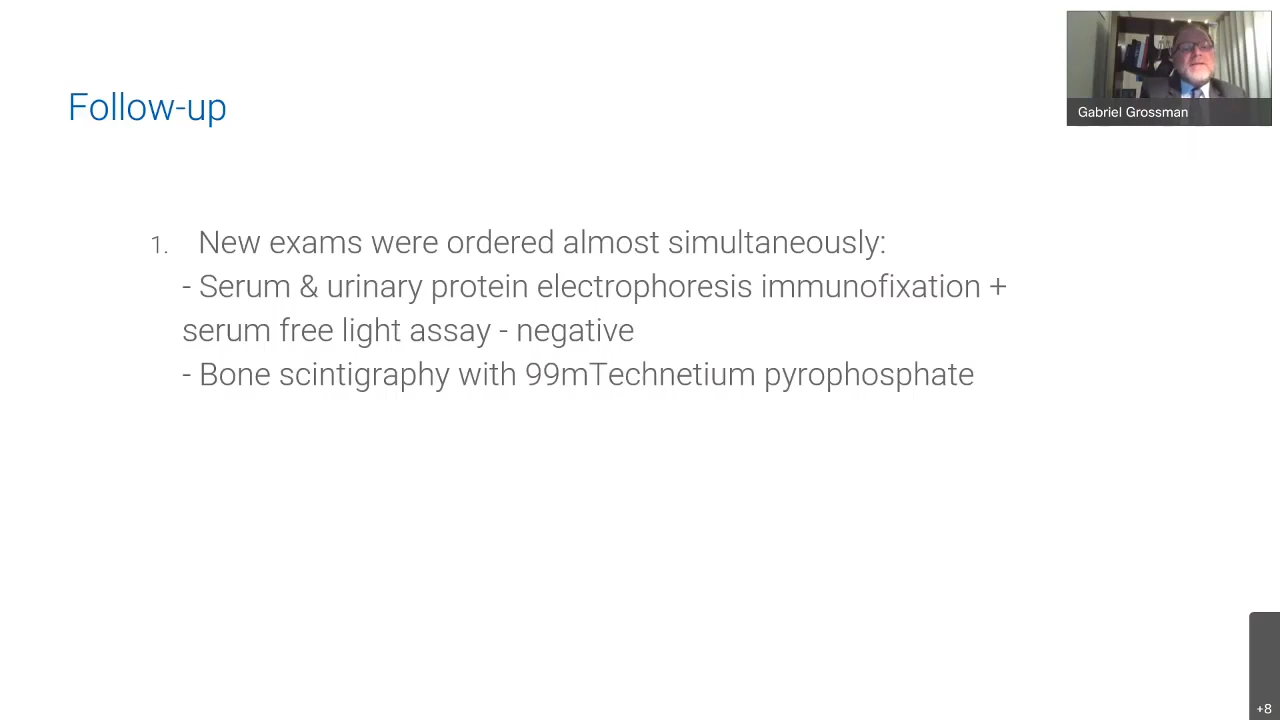 Gabriel Grossman
Follow-up
1. New exams were ordered almost simultaneously:
- Serum & urinary protein electrophoresis immunofixation +
serum free light assay - negative
- Bone scintigraphy with 99mTechnetium pyrophosphate
+8